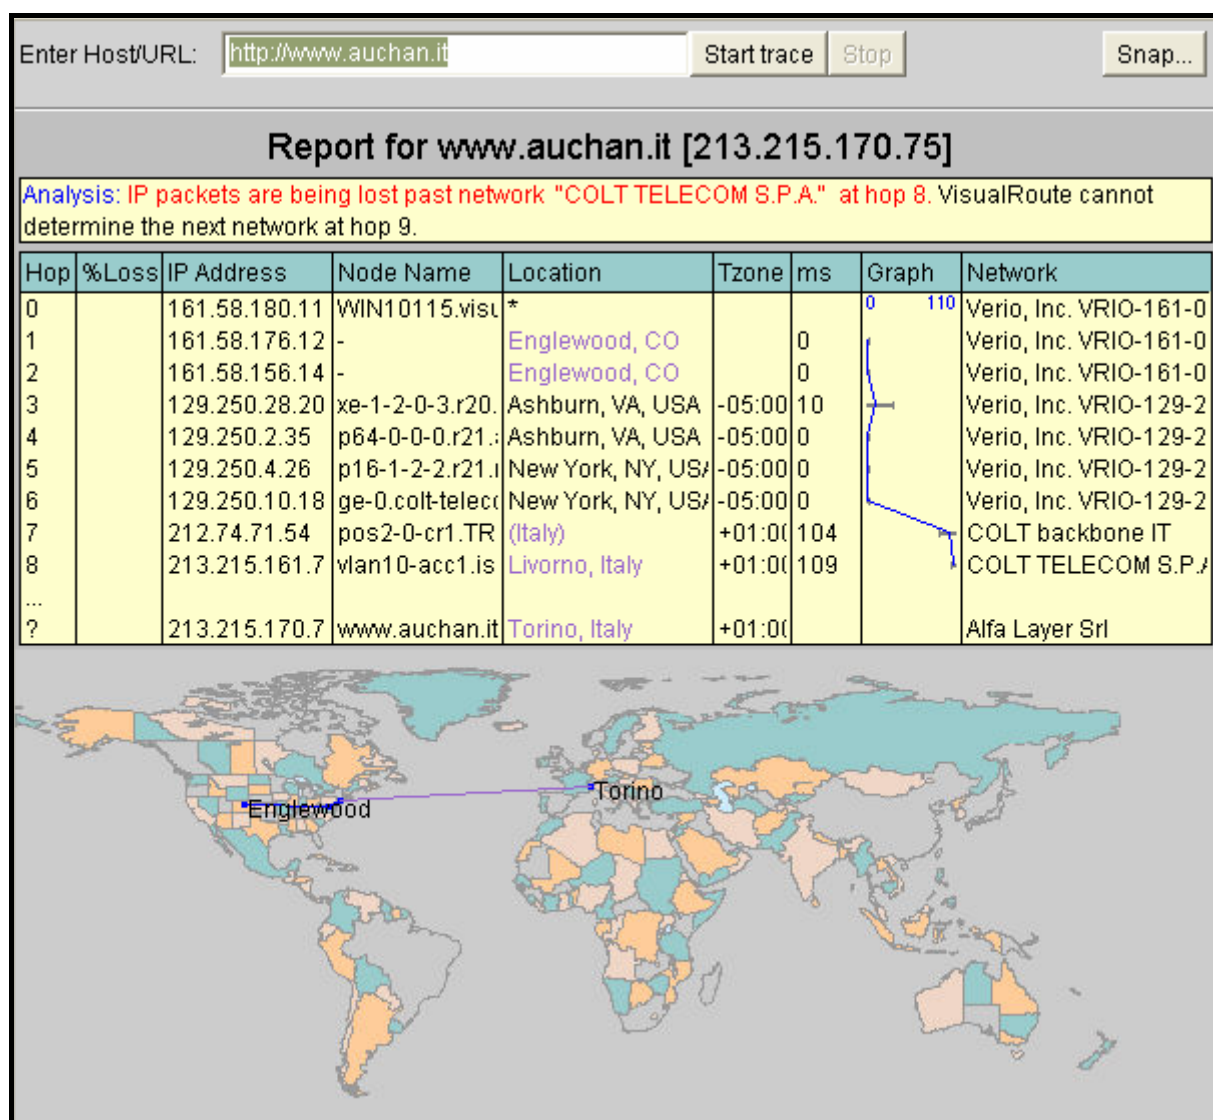 Enter Host/URL: http://www.auchan.it Start trace Stop Snap...
Report for www.auchan.it [213.215.170.75]
Analysis: IP packets are being lost past network "COLT TELECOM S.P.A." at hop 8. VisualRoute cannot
determine the next network at hop 9.
Hop %Loss IP Address Node Name Location Tzone ms Graph Network
0 161.58.180.11 WIN10115.visu * 0 110 Verio, Inc. VRIO-161-0
1 161.58.176.12 - Englewood, CO 0 Verio, Inc. VRIO-161-0
2 161.58.156.14 - Englewood, CO 0 Verio, Inc. VRIO-161-0
3 129.250.28.20 xe-1-2-0-3.r20. Ashburn, VA, USA -05:00 10 Verio, Inc. VRIO-129-2
4 129.250.2.35 p64-0-0-0.r21. Ashburn, VA, USA -05:00 0 Verio, Inc. VRIO-129-2
5 129.250.4.26 p16-1-2-2.r21. New York, NY, US -05:00 0 Verio, Inc. VRIO-129-2
6 129.250.10.18 ge-0.colt-telec New York, NY, US -05:00 0 Verio, Inc. VRIO-129-2
7 212.74.71.54 pos2-0-cr1.TR (Italy) +01:0 104 COLT backbone IT
8 213.215.161.7 vlan10-acc1.is Livorno, Italy +01:0 109 COLT TELECOM S.P.
...
? 213.215.170.7 www.auchan.it Torino, Italy +01:0 Alfa Layer Srl
Torino
Englewood